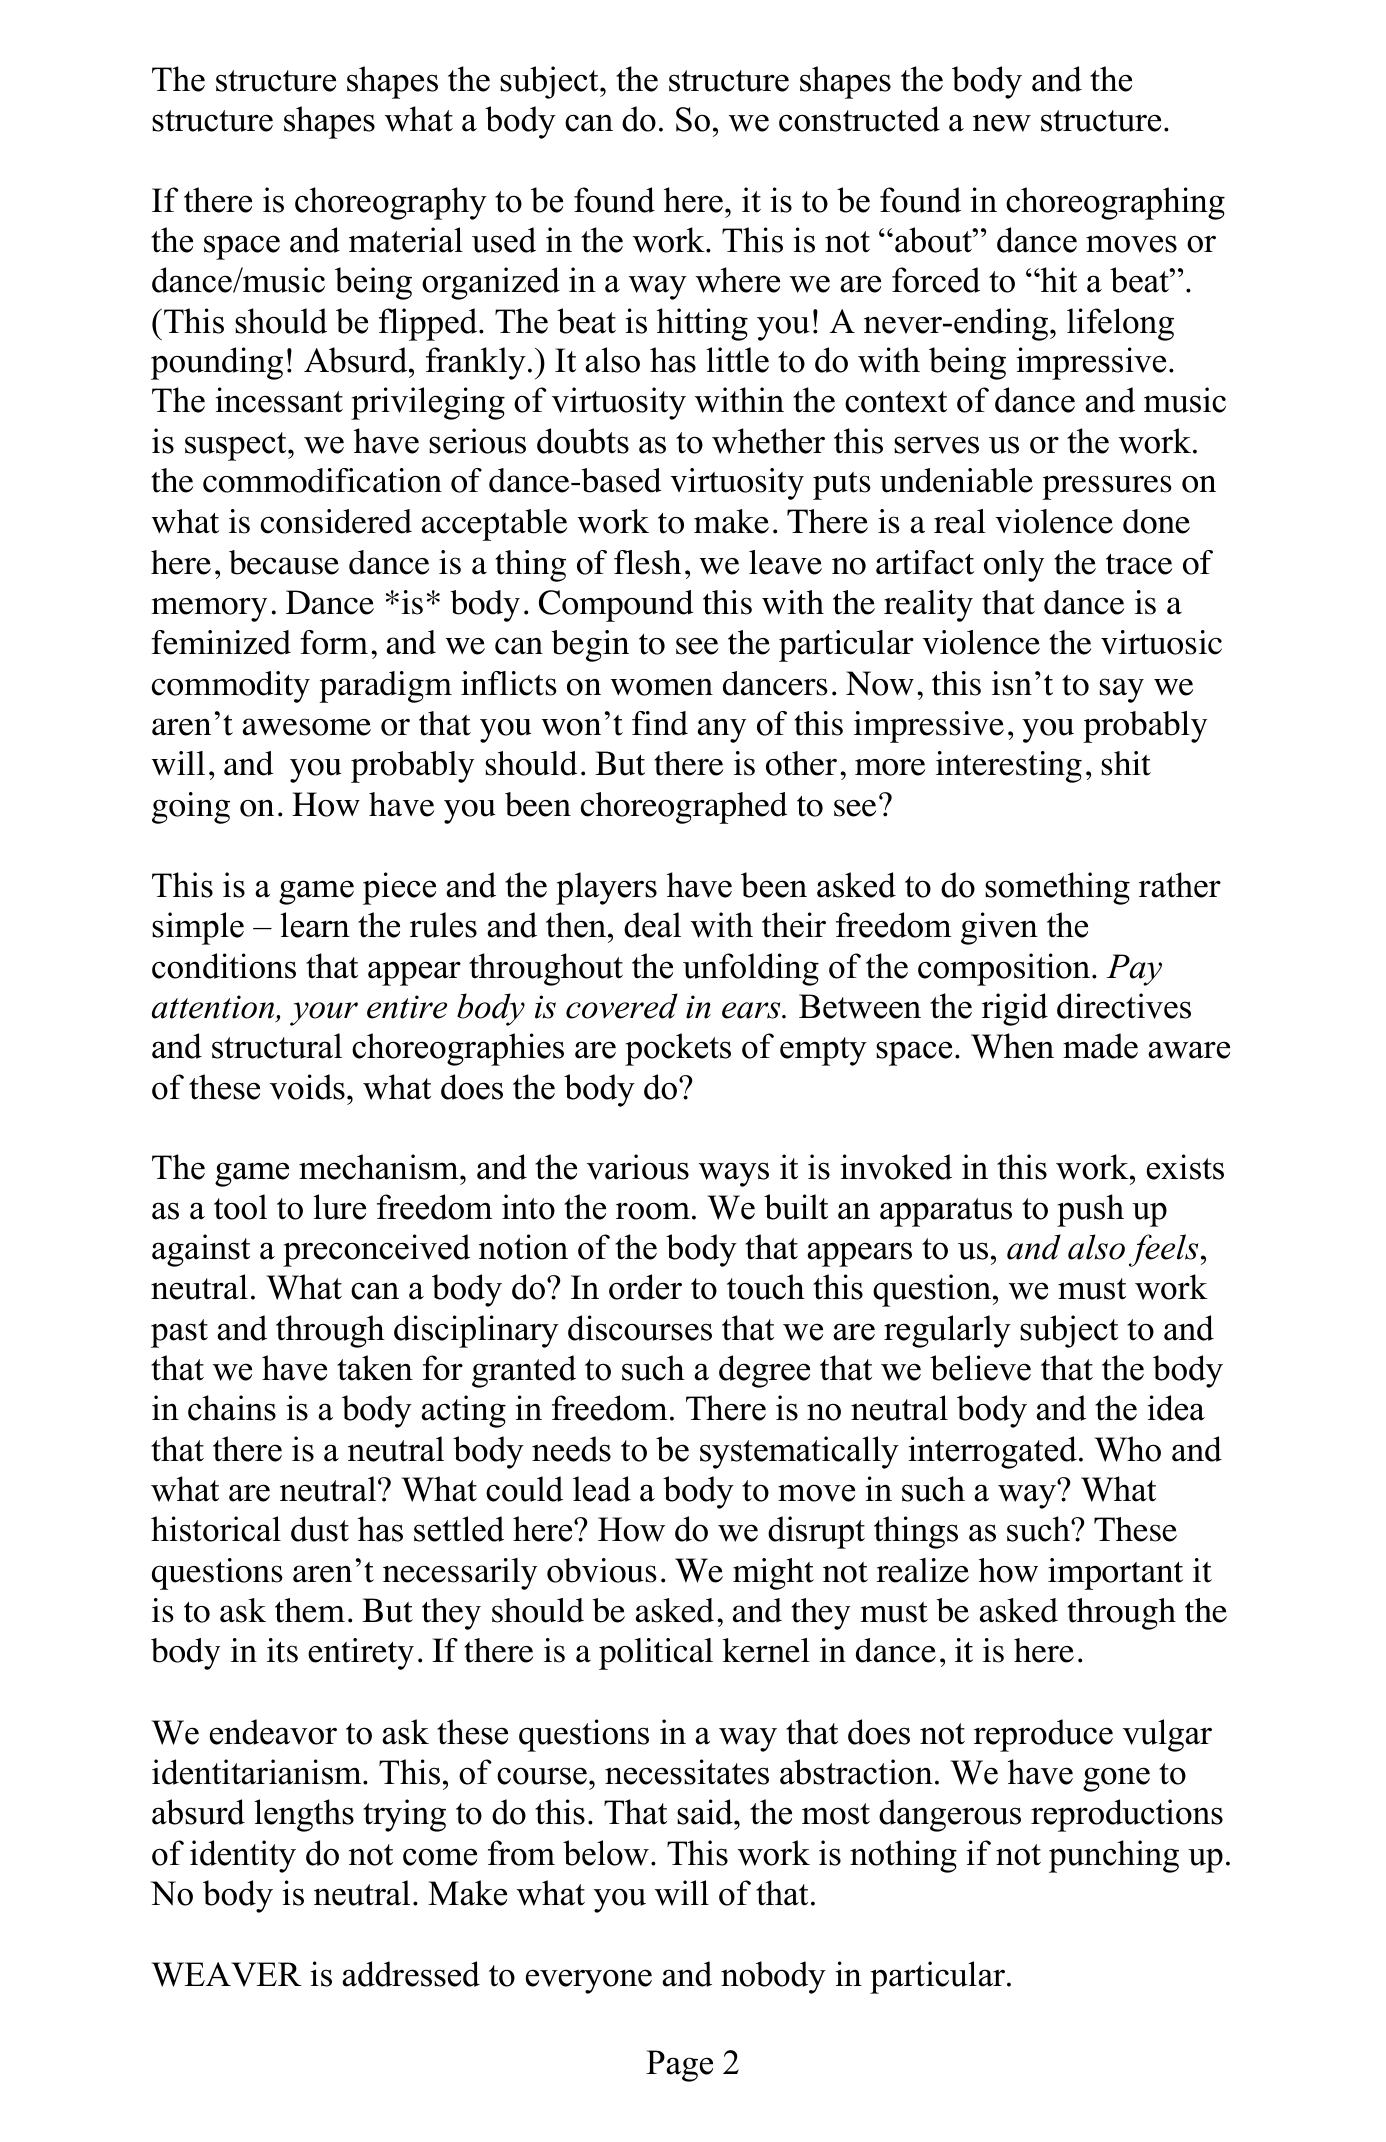 The structure shapes the subject, the structure shapes the body and the
structure shapes what a body can do. So, we constructed a new structure.
If there is choreography to be found here, it is to be found in choreographing
the space and material used in the work. This is not “about” dance moves or
dance/music being organized in a way where we are forced to “hit a beat”.
(This should be flipped. The beat is hitting you! A never-ending, lifelong
pounding! Absurd, frankly.) It also has little to do with being impressive.
The incessant privileging of virtuosity within the context of dance and music
is suspect, we have serious doubts as to whether this serves us or the work.
the commodification of dance-based virtuosity puts undeniable pressures on
what is considered acceptable work to make. There is a real violence done
here, because dance is a thing of flesh, we leave no artifact only the trace of
memory. Dance *is* body. Compound this with the reality that dance is a
feminized form, and we can begin to see the particular violence the virtuosic
commodity paradigm inflicts on women dancers. Now, this isn’t to say we
aren’t awesome or that you won’t find any of this impressive, you probably
will, and  you probably should. But there is other, more interesting, shit
going on. How have you been choreographed to see?
This is a game piece and the players have been asked to do something rather
simple – learn the rules and then, deal with their freedom given the
conditions that appear throughout the unfolding of the composition. Pay
attention, your entire body is covered in ears. Between the rigid directives
and structural choreographies are pockets of empty space. When made aware
of these voids, what does the body do?
The game mechanism, and the various ways it is invoked in this work, exists
as a tool to lure freedom into the room. We built an apparatus to push up
against a preconceived notion of the body that appears to us, and also feels,
neutral. What can a body do? In order to touch this question, we must work
past and through disciplinary discourses that we are regularly subject to and
that we have taken for granted to such a degree that we believe that the body
in chains is a body acting in freedom. There is no neutral body and the idea
that there is a neutral body needs to be systematically interrogated. Who and
what are neutral? What could lead a body to move in such a way? What
historical dust has settled here? How do we disrupt things as such? These
questions aren’t necessarily obvious. We might not realize how important it
is to ask them. But they should be asked, and they must be asked through the
body in its entirety. If there is a political kernel in dance, it is here.
We endeavor to ask these questions in a way that does not reproduce vulgar
identitarianism. This, of course, necessitates abstraction. We have gone to
absurd lengths trying to do this. That said, the most dangerous reproductions
of identity do not come from below. This work is nothing if not punching up.
No body is neutral. Make what you will of that.
WEAVER is addressed to everyone and nobody in particular.
Page 2